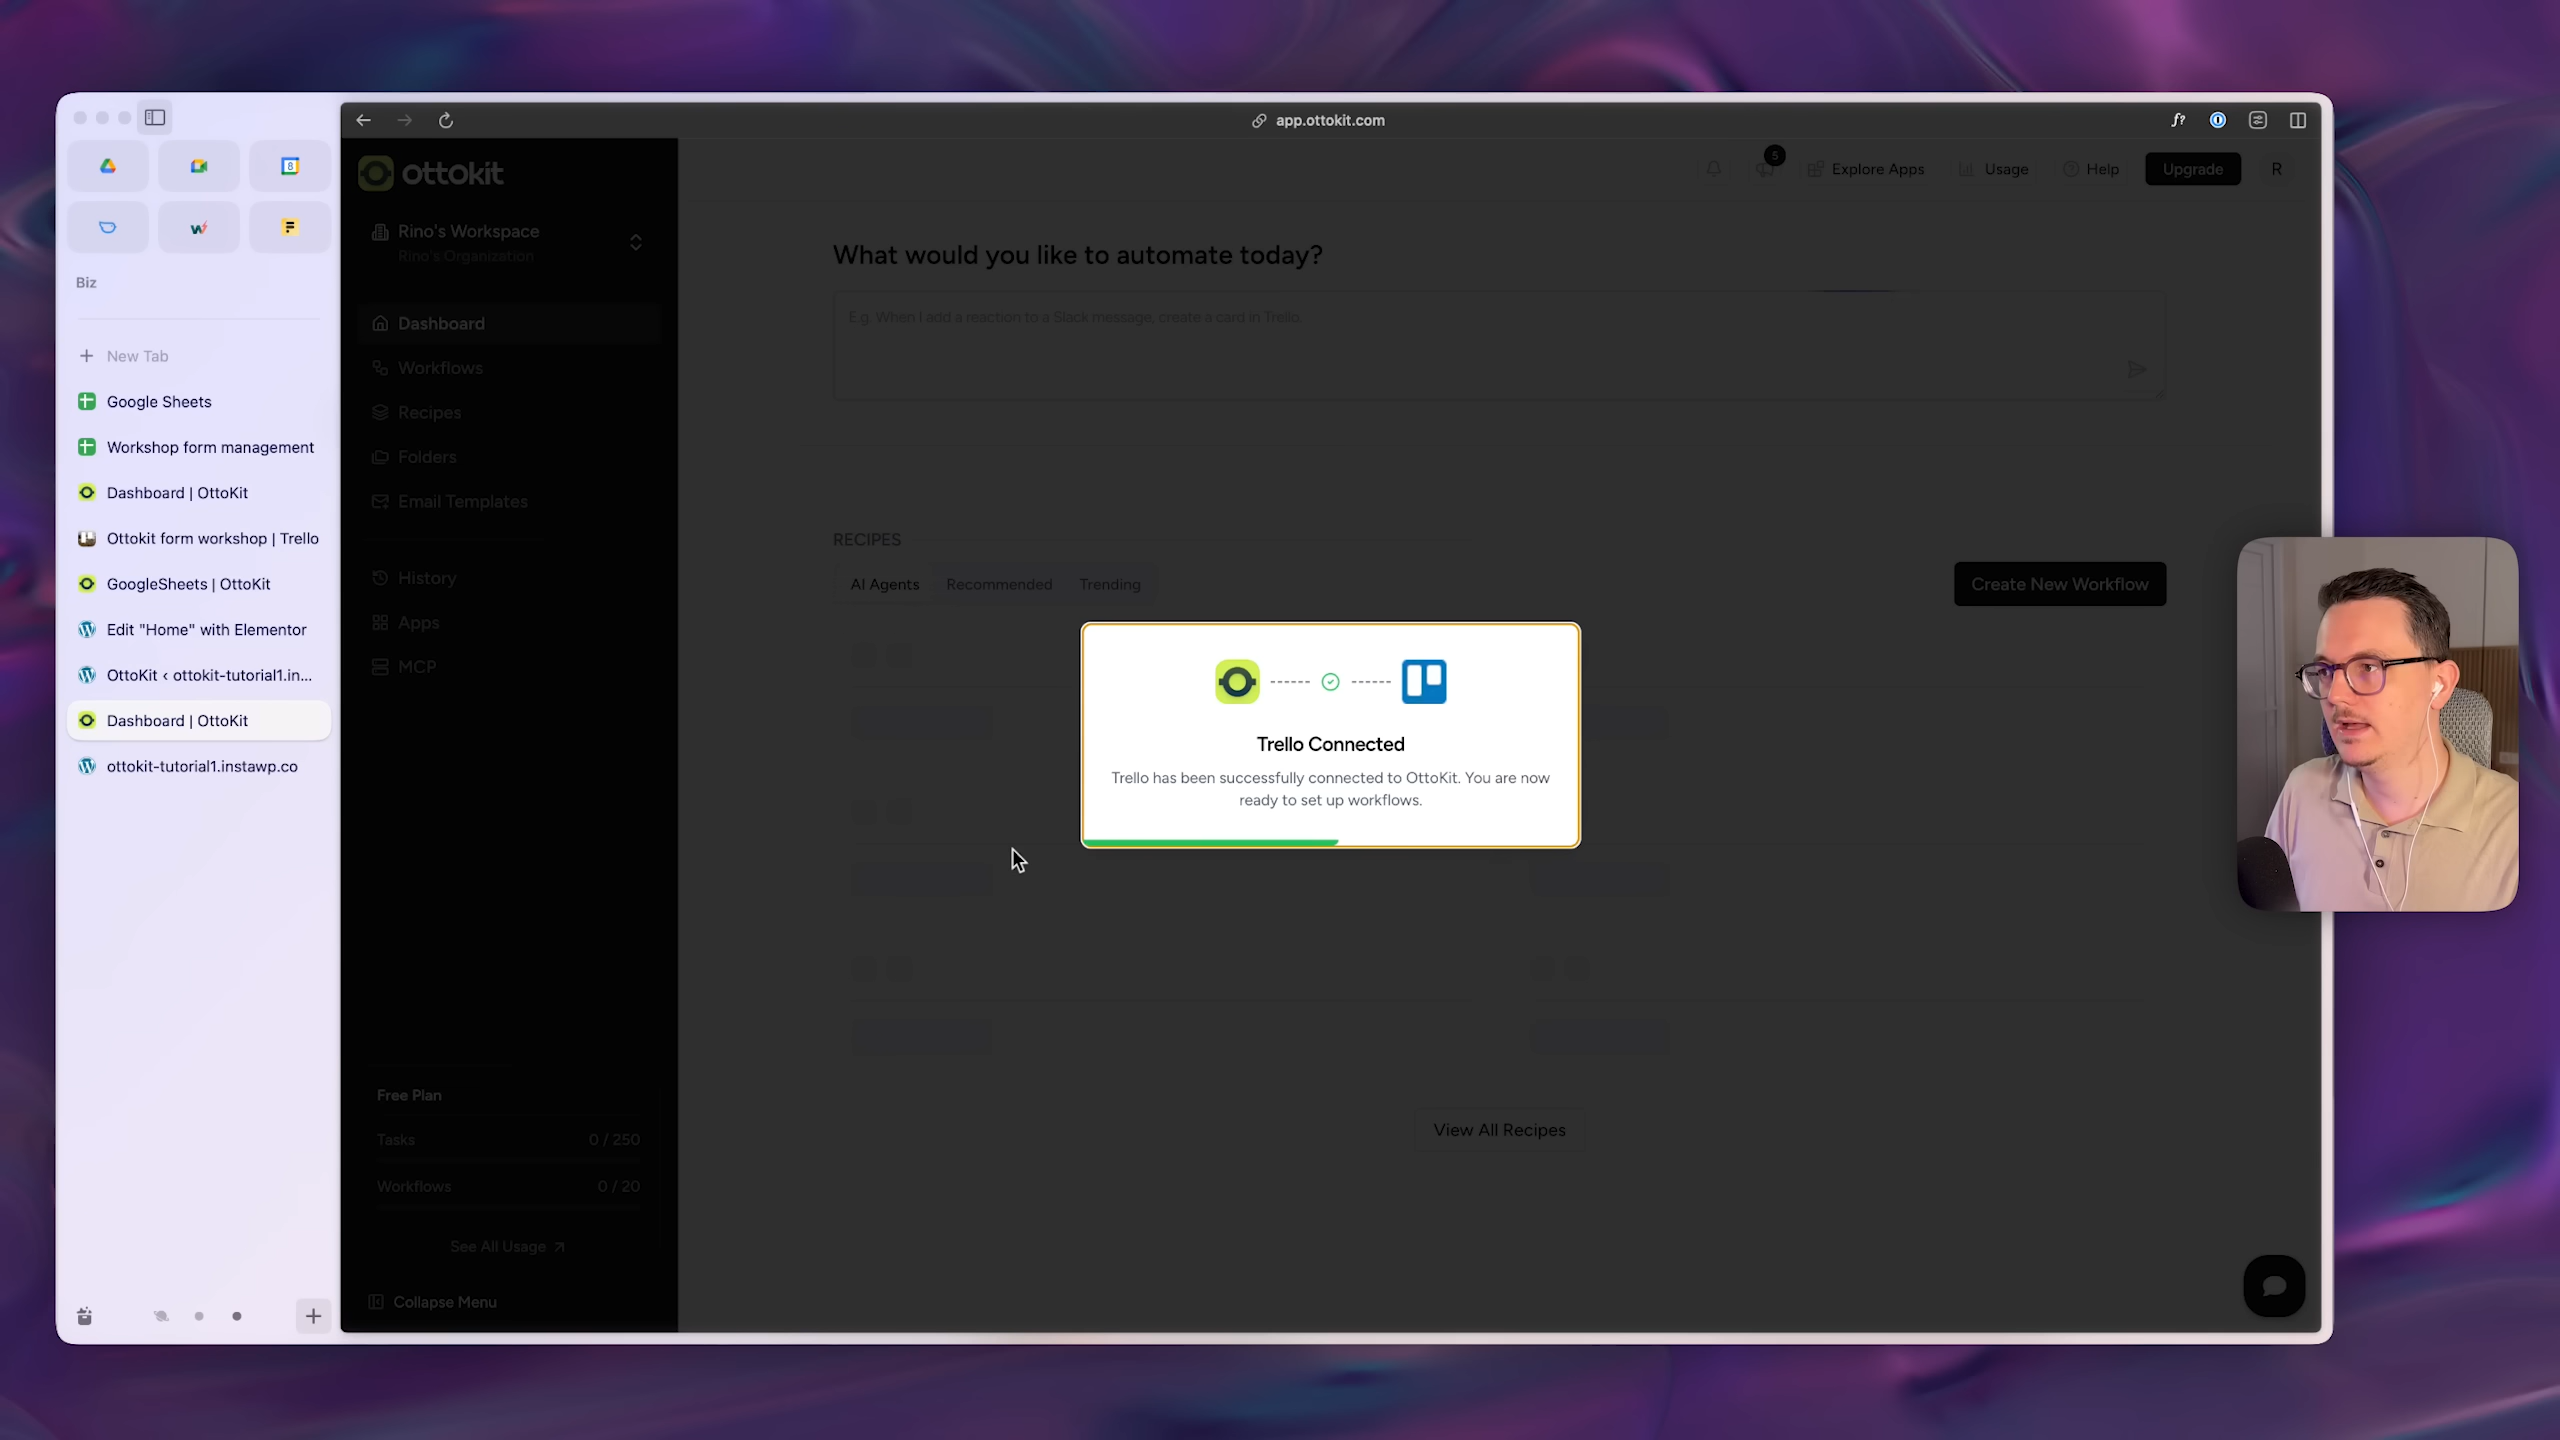 Biz
New Tab
Google Sheets
Workshop form management
Dashboard | OttoKit
Ottokit form workshop | Trello
GoogleSheets | OttoKit
Edit "Home" with Elementor
OttoKit ‹ ottokit-tutorial1.in...
Dashboard | OttoKit
ottokit-tutorial1.instawp.co
app.ottokit.com
f?
ottokit
Rino's Workspace
Rino's Organization
Dashboard
Workflows
Recipes
Folders
Email Templates
History
Apps
MCP
Free Plan
Tasks 0 / 250
Workflows 0 / 20
See All Usage
Collapse Menu
5
Explore Apps
Usage
Help
Upgrade
R
What would you like to automate today?
E.g. When I add a reaction to a Slack message, create a card in Trello.
RECIPES
AI Agents Recommended Trending
Create New Workflow
Trello Connected
Trello has been successfully connected to OttoKit. You are now
ready to set up workflows.
View All Recipes